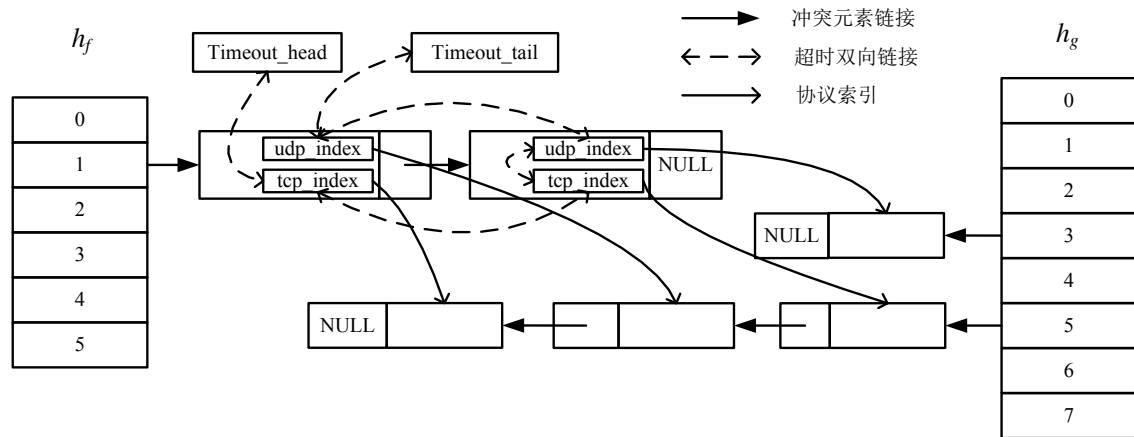 h_f
Timeout_head
Timeout_tail
冲突元素链接
超时双向链接
协议索引
h_g
0
1
2
3
4
5
udp_index
tcp_index
udp_index
tcp_index
NULL
NULL
NULL
0
1
2
3
4
5
6
7